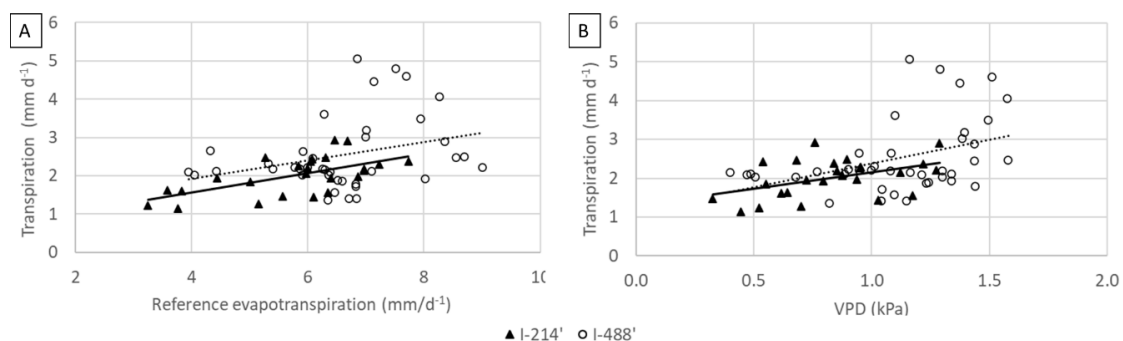 A
6
5
4
3
2
1
0
Transpiration (mm d-1)
2 4 6 8 10
Reference evapotranspiration (mm/d-1)
B
6
5
4
3
2
1
0
Transpiration (mm d-1)
0.0 0.5 1.0 1.5 2.0
VPD (kPa)
▲ I-214' ○ I-488'